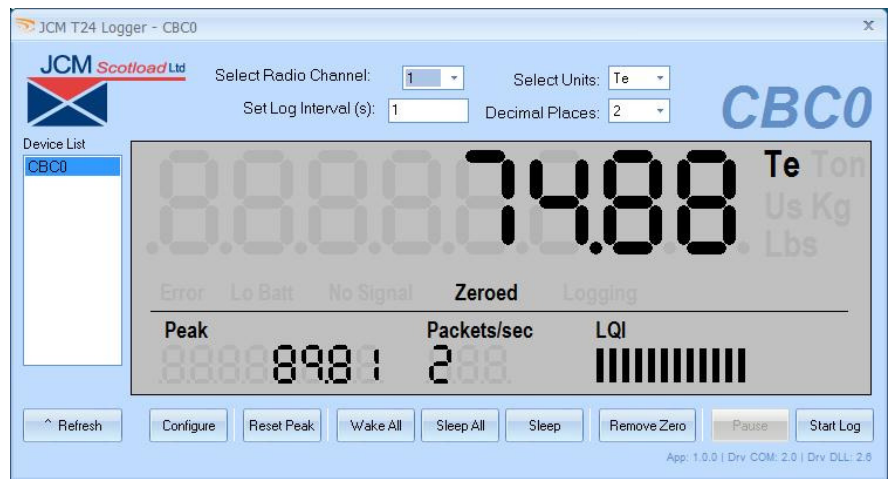 JCM T24 Logger - CBC0
x
JCM Scotload Ltd
Select Radio Channel: 1 Select Units: Te
Set Log Interval (s): 1 Decimal Places: 2
CBC0
Device List
CBC0
74.88 Te Ton
Us Kg
Lbs
Error Lo Batt No Signal Zeroed Logging
Peak Packets/sec LQI
89.81 2
^ Refresh Configure Reset Peak Wake All Sleep All Sleep Remove Zero Pause Start Log
App: 1.0.0 | Drv COM: 2.0 | Drv DLL: 2.6